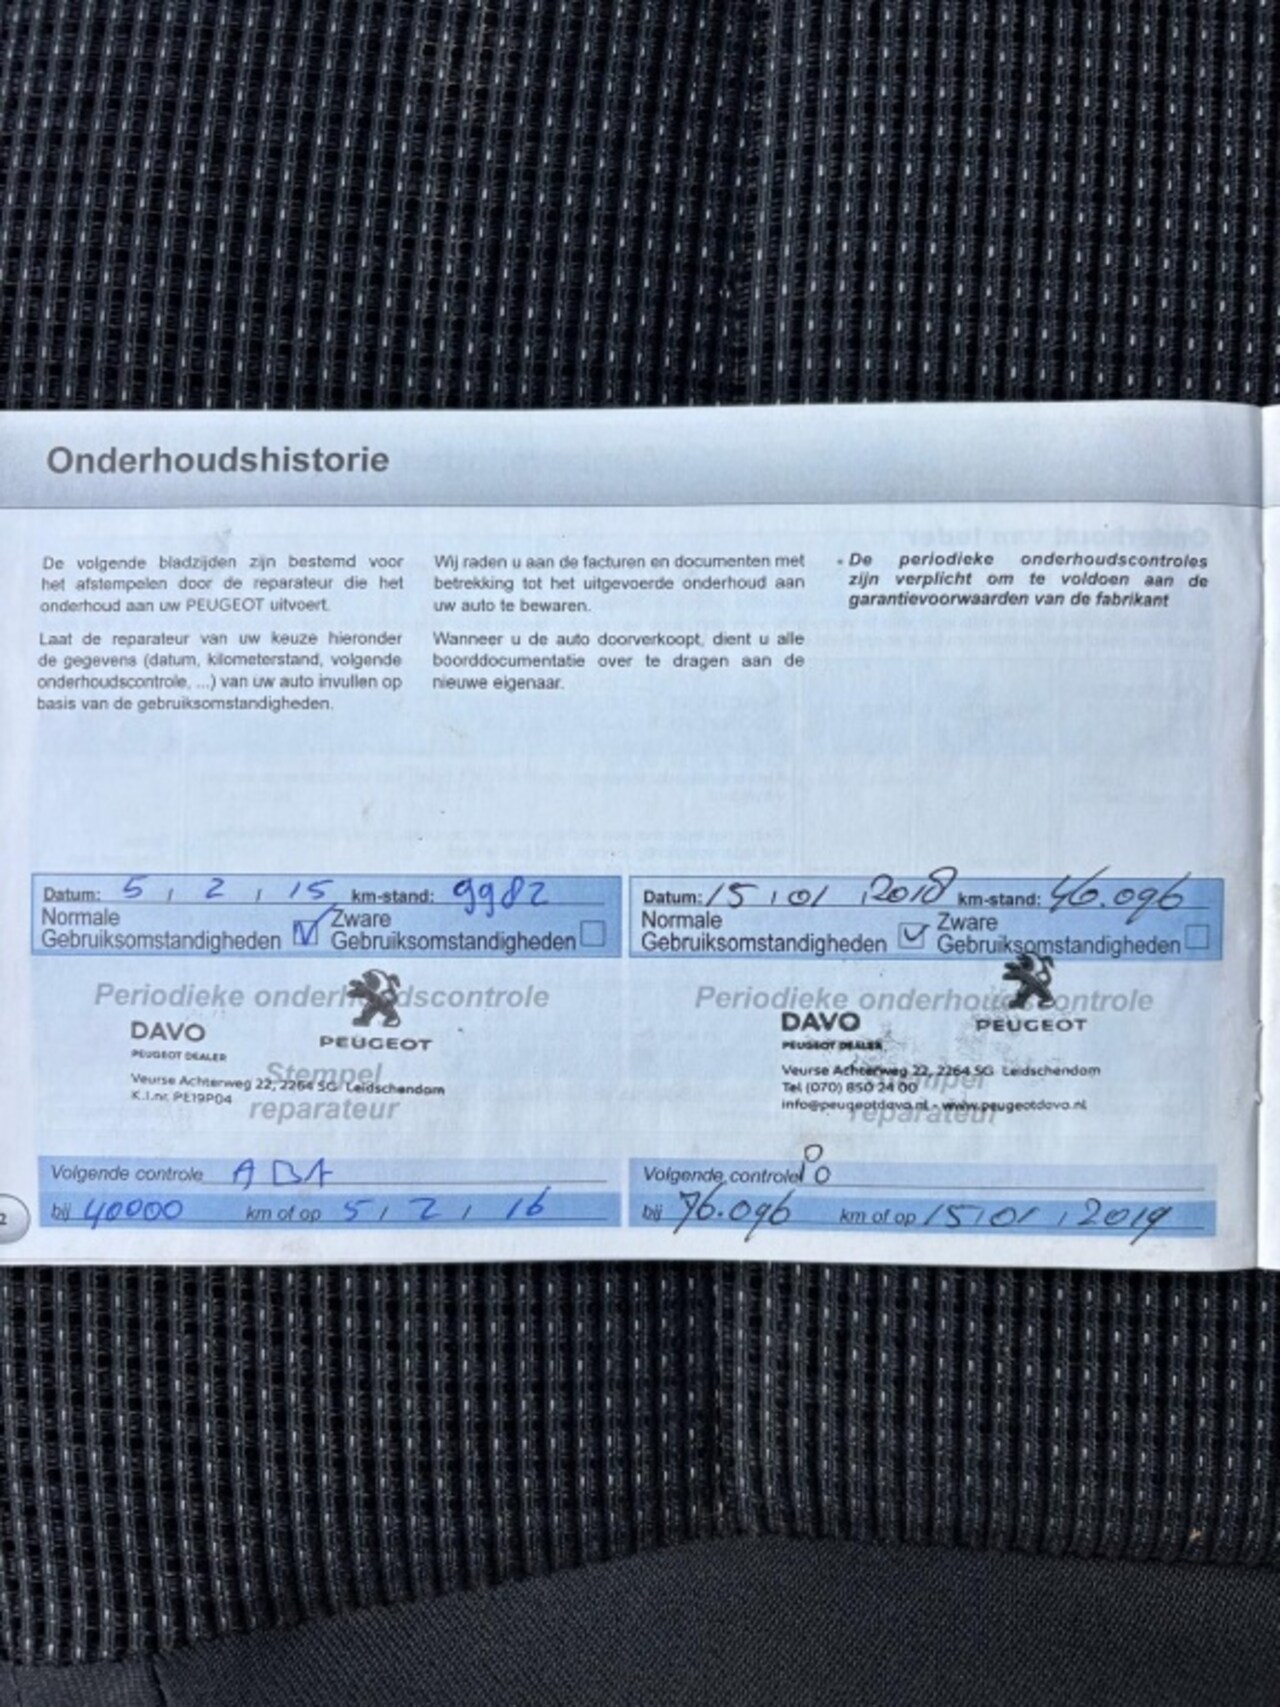 Onderhoudshistorie
De volgende bladzijden zijn bestemd voor
het afstempelen door de reparateur die het
onderhoud aan uw PEUGEOT uitvoert.
Laat de reparateur van uw keuze hieronder
de gegevens (datum, kilometerstand, volgende
onderhoudscontrole, ...) van uw auto invullen op
basis van de gebruiksomstandigheden.
Wij raden u aan de facturen en documenten met
betrekking tot het uitgevoerde onderhoud aan
uw auto te bewaren.
Wanneer u de auto doorverkoopt, dient u alle
boorddocumentatie over te dragen aan de
nieuwe eigenaar.
De periodieke onderhoudscontroles
zijn verplicht om te voldoen aan de
garantievoorwaarden van de fabrikant
Datum: 5 / 2 / 15 km-stand: 9982
Normale Zware
Gebruiksomstandigheden Gebruiksomstandigheden
Periodieke onderhoudscontrole
DAVO
PEUGEOT DEALER
PEUGEOT
Veurse Achterweg 22, 2264 SG Leidschendam
K.I.nr. PE19P04
Stempel
reparateur
Volgende controle ABA
bij 40000 km of op 5 / 2 / 16
Datum: 15 / 01 / 2018 km-stand: 46.096
Normale Zware
Gebruiksomstandigheden Gebruiksomstandigheden
Periodieke onderhoudscontrole
DAVO
PEUGEOT DEALER
PEUGEOT
Veurse Achterweg 22, 2264 SG Leidschendam
Tel (070) 850 24 00
info@peugeotdavo.nl - www.peugeotdavo.nl
Stempel
reparateur
Volgende controle
bij 76.096 km of op 15 / 01 / 2019
2